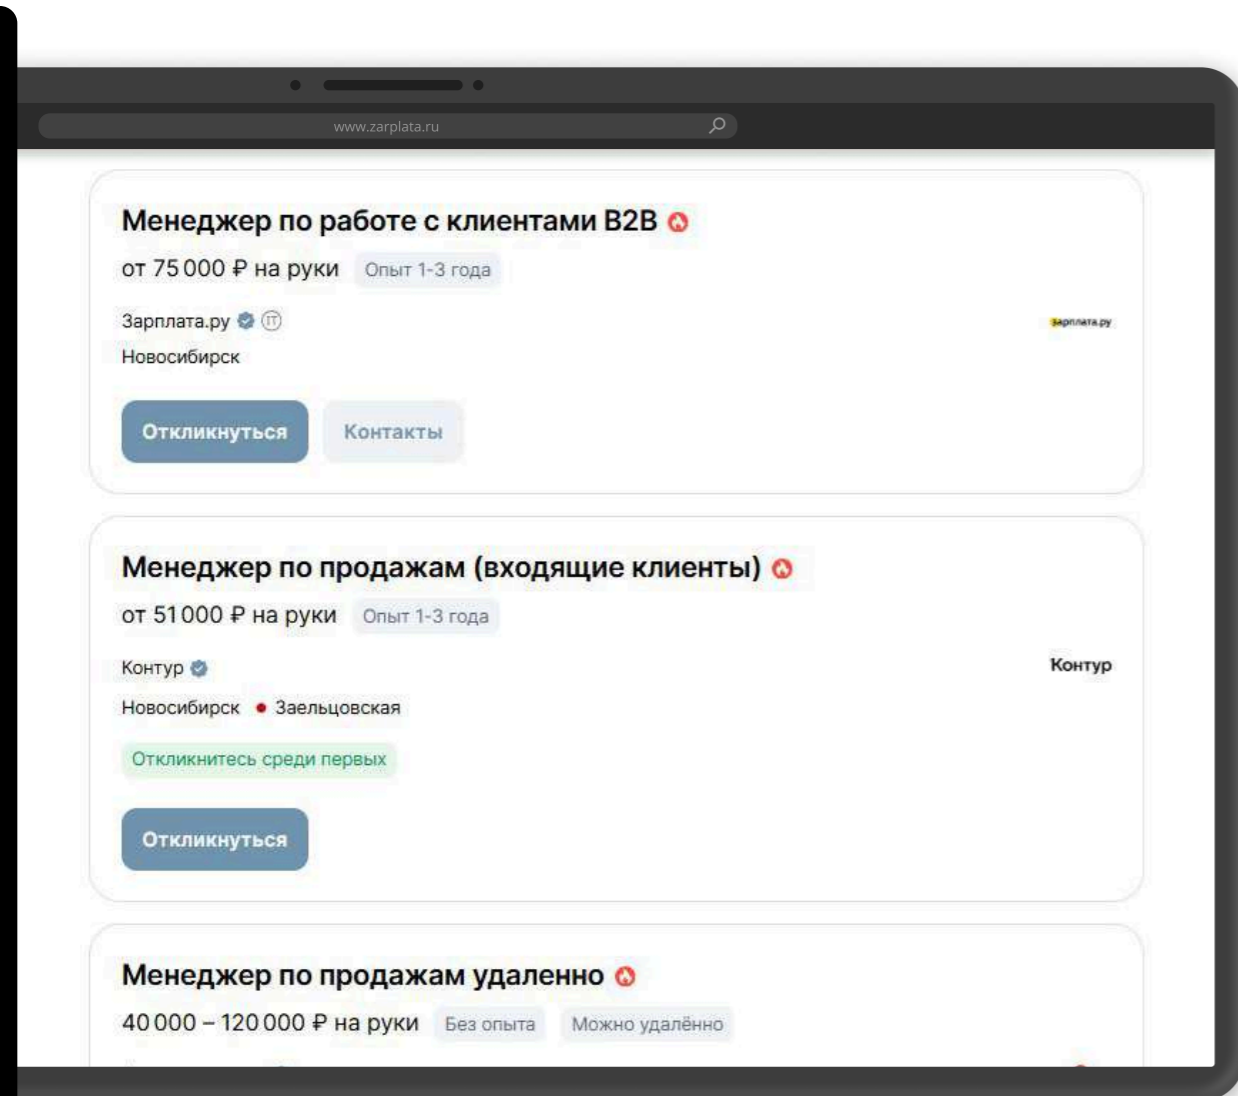 www.zarplata.ru
Менеджер по работе с клиентами B2B
от 75 000 ₽ на руки Опыт 1-3 года
Зарплата.ру IT
зарплата.ру
Новосибирск
Откликнуться Контакты
Менеджер по продажам (входящие клиенты)
от 51 000 ₽ на руки Опыт 1-3 года
Контур
Контур
Новосибирск • Заельцовская
Откликнитесь среди первых
Откликнуться
Менеджер по продажам удаленно
40 000 – 120 000 ₽ на руки Без опыта Можно удалённо